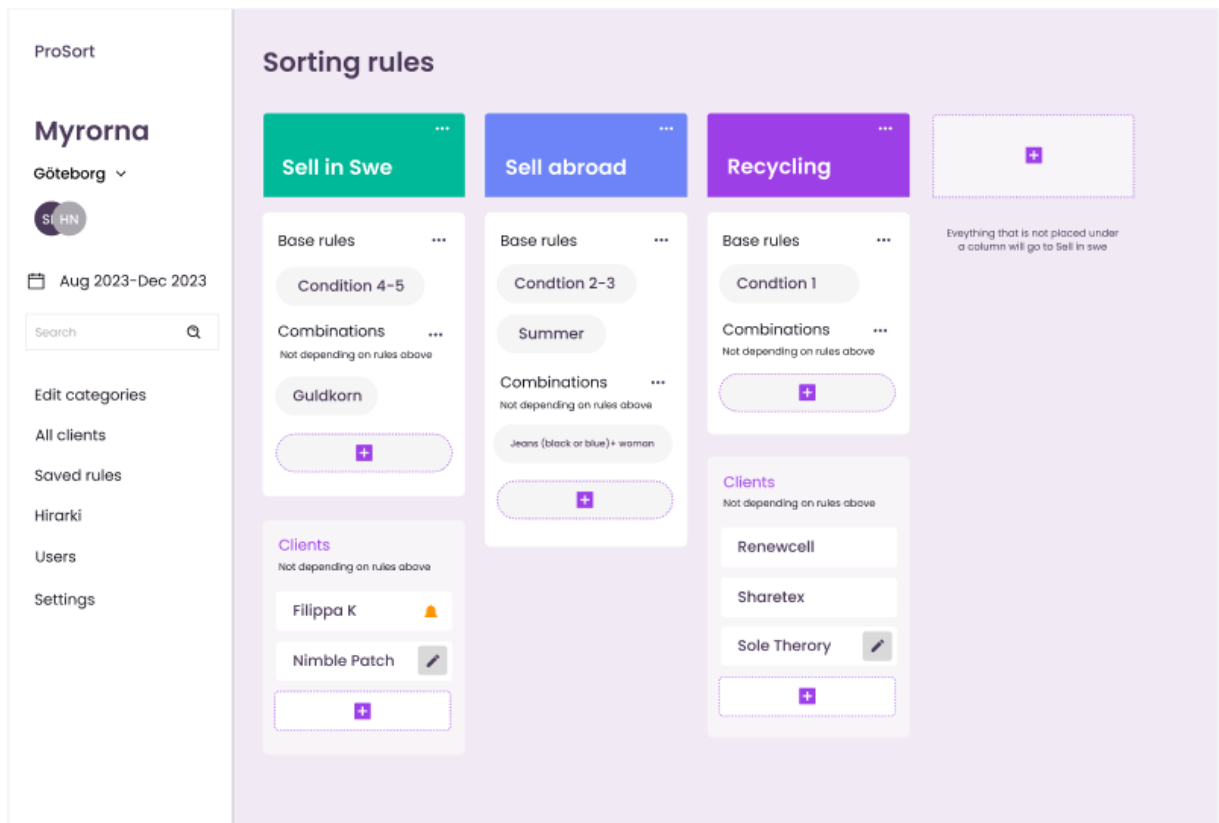 ProSort
Myrorna
Göteborg
HN
Aug 2023-Dec 2023
Search
Edit categories
All clients
Saved rules
Hirarki
Users
Settings
Sorting rules
Sell in Swe
Base rules
Condition 4-5
Combinations
Not depending on rules above
Guldkorn
Clients
Not depending on rules above
Filippa K
Nimble Patch
Sell abroad
Base rules
Condtion 2-3
Summer
Combinations
Not depending on rules above
Jeans (black or blue)+ woman
Recycling
Base rules
Condtion 1
Combinations
Not depending on rules above
Clients
Not depending on rules above
Renewcell
Sharetex
Sole Therory
Eveything that is not placed under
a column will go to Sell in swe